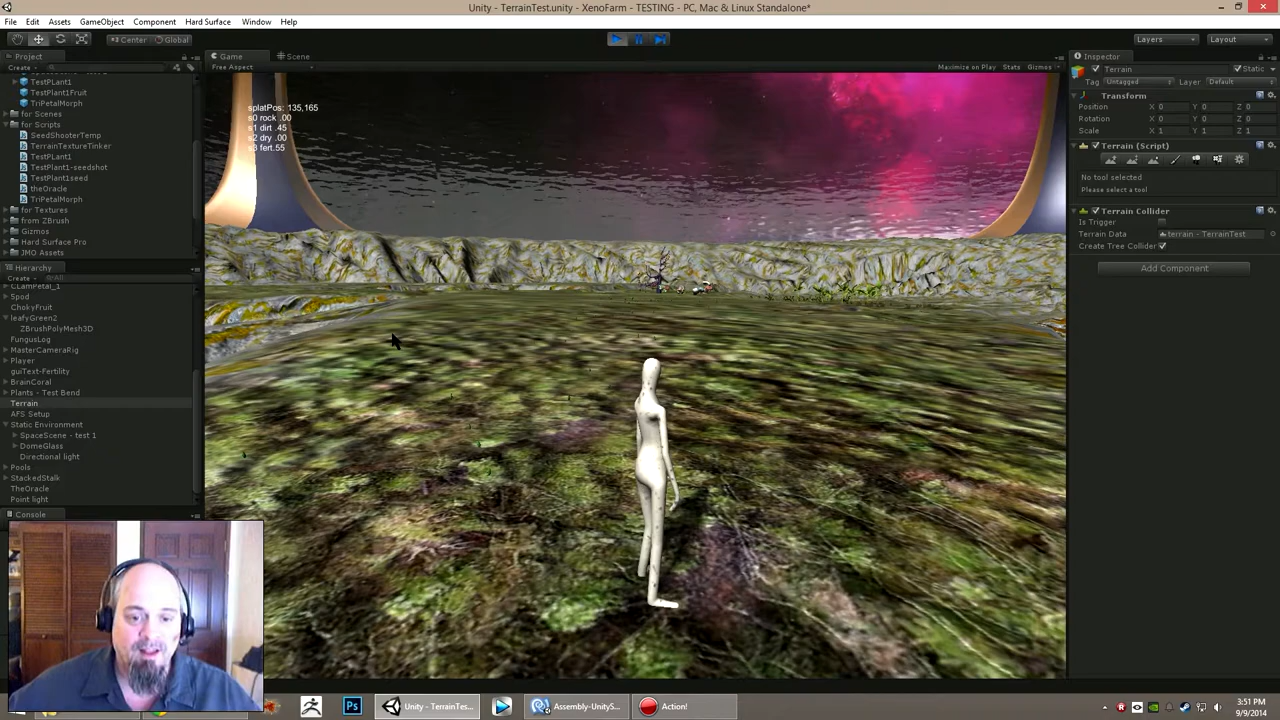 Unity - TerrainTest.unity - XenoFarm - TESTING - PC, Mac & Linux Standalone*
File Edit Assets GameObject Component Hard Surface Window Help
Center Global
Layers Layout
Project
Create
TestPLant1
TestPlant1Fruit
TriPetalMorph
for Scenes
for Scripts
SeedShooterTemp
TerrainTextureTinker
TestPLant1
TestPlant1-seedshot
TestPlant1seed
theOracle
TriPetalMorph
for Textures
from ZBrush
Gizmos
Hard Surface Pro
JMO Assets
Hierarchy
Create All
CLamPetal_1
Spod
ChokyFruit
leafyGreen2
ZBrushPolyMesh3D
FungusLog
MasterCameraRig
Player
guiText-Fertility
BrainCoral
Plants - Test Bend
Terrain
AFS Setup
Static Environment
SpaceScene - test 1
DomeGlass
Directional light
Pools
StackedStalk
TheOracle
Point light
Console
Game Scene
Free Aspect
Maximize on Play Stats Gizmos
splatPos: 135,165
s0 rock .00
s1 dirt .45
s2 dry .00
s3 fert.55
Inspector
Terrain Static
Tag Untagged Layer Default
Transform
Position X 0 Y 0 Z 0
Rotation X 0 Y 0 Z 0
Scale X 1 Y 1 Z 1
Terrain (Script)
No tool selected
Please select a tool
Terrain Collider
Is Trigger
Terrain Data terrain - TerrainTest
Create Tree Collider
Add Component
Ps
Unity - TerrainTes...
Assembly-UnityS...
Action!
3:51 PM
9/9/2014